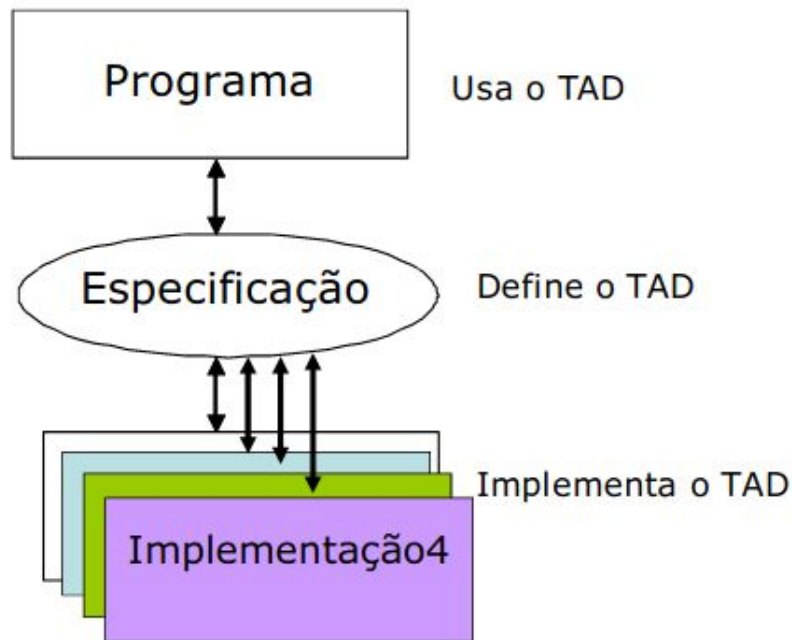 Programa
Usa o TAD
Especificação
Define o TAD
Implementa o TAD
Implementação4